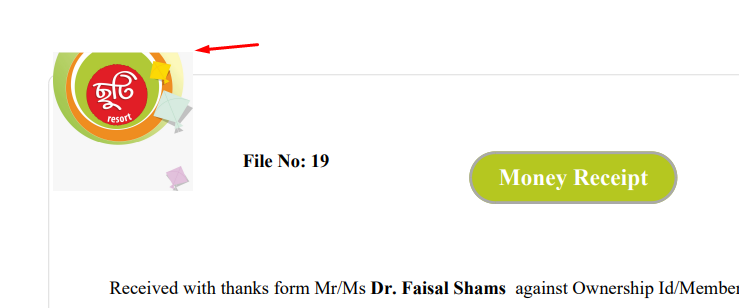 ছুটি
resort
File No: 19
Money Receipt
Received with thanks form Mr/Ms Dr. Faisal Shams against Ownership Id/Member